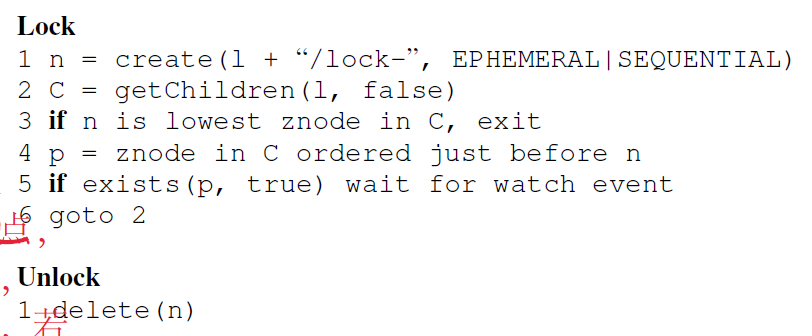 Lock
1 n = create(l + “/lock-”, EPHEMERAL|SEQUENTIAL)
2 C = getChildren(l, false)
3 if n is lowest znode in C, exit
4 p = znode in C ordered just before n
5 if exists(p, true) wait for watch event
6 goto 2
点，
Unlock
，
1 delete(n)
，若